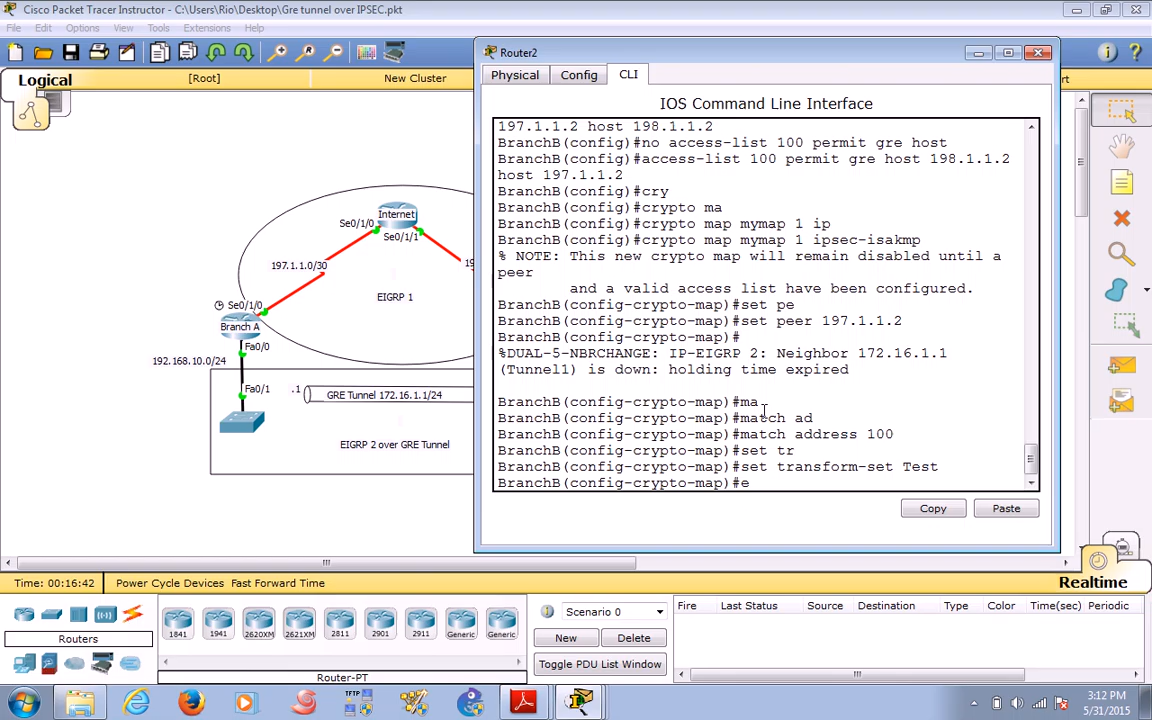 Cisco Packet Tracer Instructor - C:\Users\Rio\Desktop\Gre tunnel over IPSEC.pkt
File Edit Options View Tools Extensions Help
Logical [Root] New Cluster
Internet
Se0/1/0
Se0/1/1
197.1.1.0/30
19
EIGRP 1
Se0/1/0
Branch A
Fa0/0
192.168.10.0/24
Fa0/1
.1
GRE Tunnel 172.16.1.1/24
EIGRP 2 over GRE Tunnel
Router2
Physical Config CLI
IOS Command Line Interface
197.1.1.2 host 198.1.1.2
BranchB(config)#no access-list 100 permit gre host
BranchB(config)#access-list 100 permit gre host 198.1.1.2
host 197.1.1.2
BranchB(config)#cry
BranchB(config)#crypto ma
BranchB(config)#crypto map mymap 1 ip
BranchB(config)#crypto map mymap 1 ipsec-isakmp
% NOTE: This new crypto map will remain disabled until a
peer
and a valid access list have been configured.
BranchB(config-crypto-map)#set pe
BranchB(config-crypto-map)#set peer 197.1.1.2
BranchB(config-crypto-map)#
%DUAL-5-NBRCHANGE: IP-EIGRP 2: Neighbor 172.16.1.1
(Tunnel1) is down: holding time expired
BranchB(config-crypto-map)#ma
BranchB(config-crypto-map)#match ad
BranchB(config-crypto-map)#match address 100
BranchB(config-crypto-map)#set tr
BranchB(config-crypto-map)#set transform-set Test
BranchB(config-crypto-map)#e
Copy Paste
rt
Time: 00:16:42 Power Cycle Devices Fast Forward Time
Realtime
Routers
1841 1941 2620XM 2621XM 2811 2901 2911 Generic Generic
Router-PT
Scenario 0
New Delete
Toggle PDU List Window
Fire Last Status Source Destination Type Color Time(sec) Periodic
TFTP
3:12 PM
5/31/2015